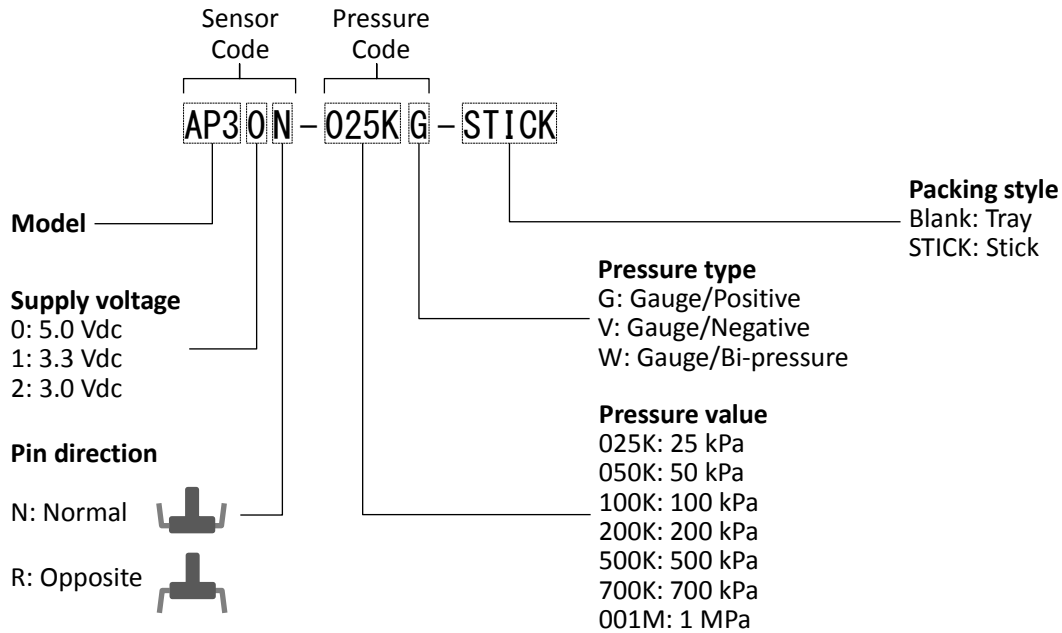 Sensor Code
Pressure Code
AP30N-025KG-STICK
Model
Packing style
Blank: Tray
STICK: Stick
Supply voltage
0: 5.0 Vdc
1: 3.3 Vdc
2: 3.0 Vdc
Pressure type
G: Gauge/Positive
V: Gauge/Negative
W: Gauge/Bi-pressure
Pin direction
N: Normal
R: Opposite
Pressure value
025K: 25 kPa
050K: 50 kPa
100K: 100 kPa
200K: 200 kPa
500K: 500 kPa
700K: 700 kPa
001M: 1 MPa